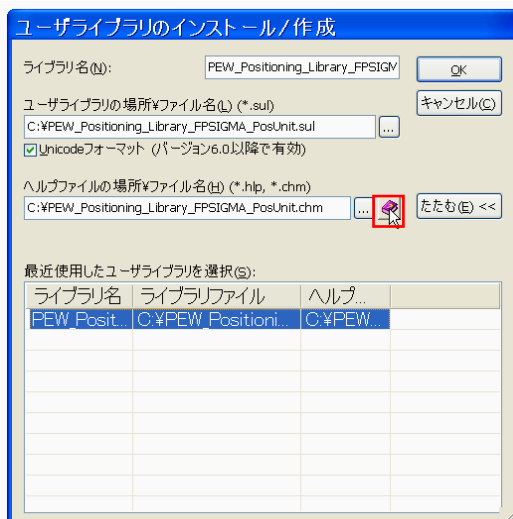 ユーザライブラリのインストール/作成
ライブラリ名(N):
PEW_Positioning_Library_FPSIGM
OK
ユーザライブラリの場所¥ファイル名(L) (*.sul)
キャンセル(C)
C:¥PEW_Positioning_Library_FPSIGMA_PosUnit.sul
...
Unicodeフォーマット (バージョン6.0以降で有効)
ヘルプファイルの場所¥ファイル名(H) (*.hlp, *.chm)
C:¥PEW_Positioning_Library_FPSIGMA_PosUnit.chm
...
たたむ(E) <<
最近使用したユーザライブラリを選択(S):
ライブラリ名 ライブラリファイル ヘルプ...
PEW_Posit... C:¥PEW_Positioni... C:¥PEW...